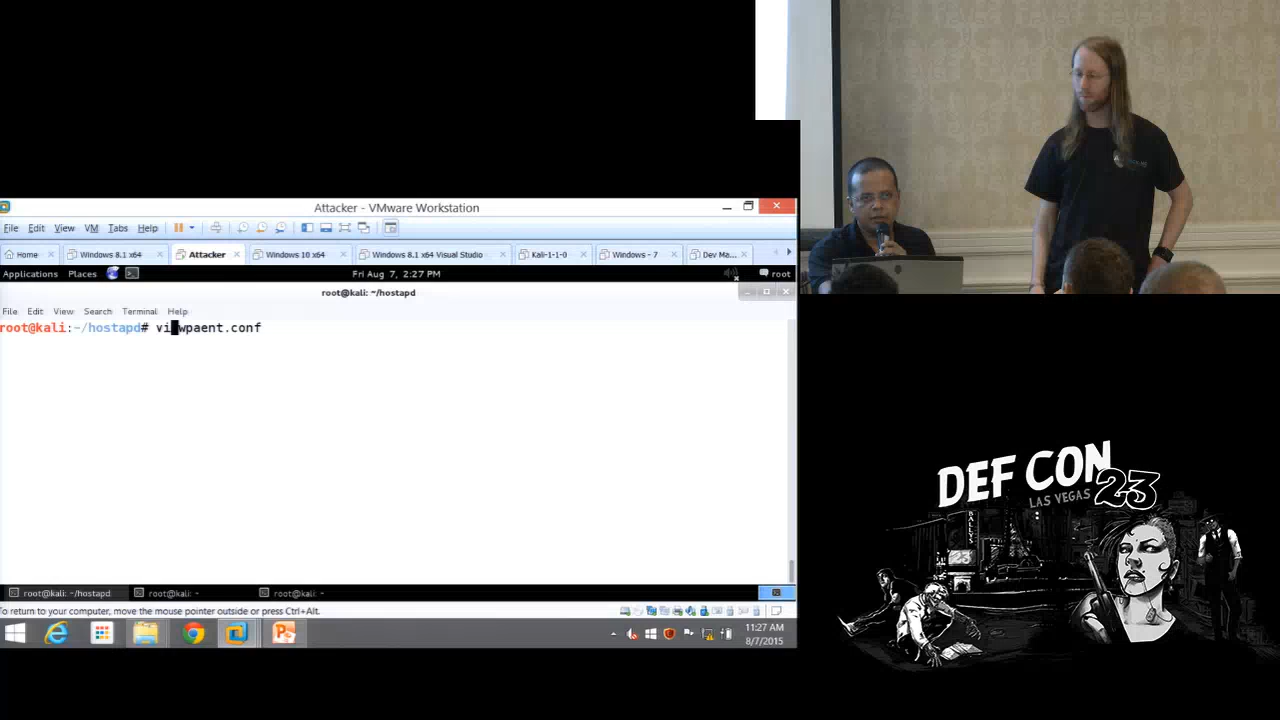 Attacker - VMware Workstation
File Edit View VM Tabs Help
Home Windows 8.1 x64 Attacker Windows 10 x64 Windows 8.1 x64 Visual Studio Kali-1-1-0 Windows - 7 Dev Ma...
Applications Places Fri Aug 7, 2:27 PM root
root@kali: ~/hostapd
File Edit View Search Terminal Help
root@kali:~/hostapd# vi wpaent.conf
root@kali: ~/hostapd root@kali: ~ root@kali: ~
To return to your computer, move the mouse pointer outside or press Ctrl+Alt.
11:27 AM
8/7/2015
DEF CON
LAS VEGAS 23
BALLYS
23